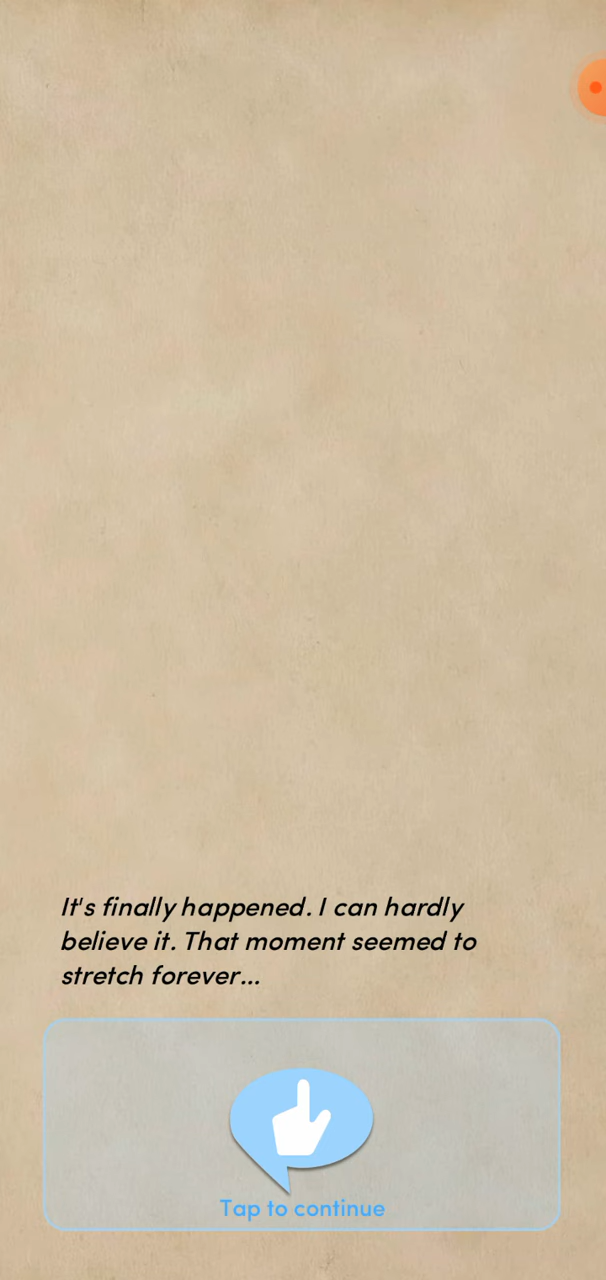 It's finally happened. I can hardly
believe it. That moment seemed to
stretch forever...
Tap to continue